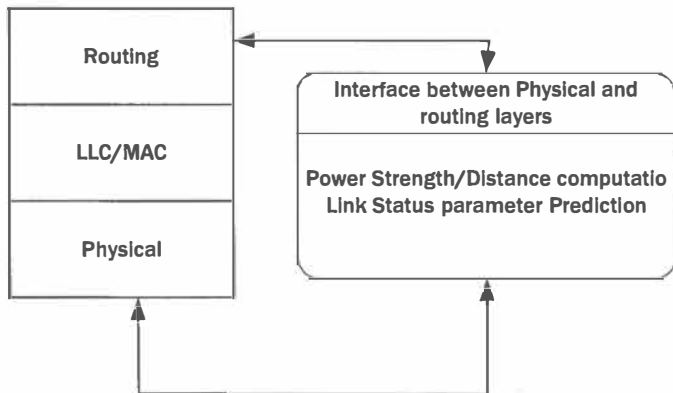 Routing
LLC/MAC
Physical
Interface between Physical and
routing layers
Power Strength/Distance computatio
Link Status parameter Prediction